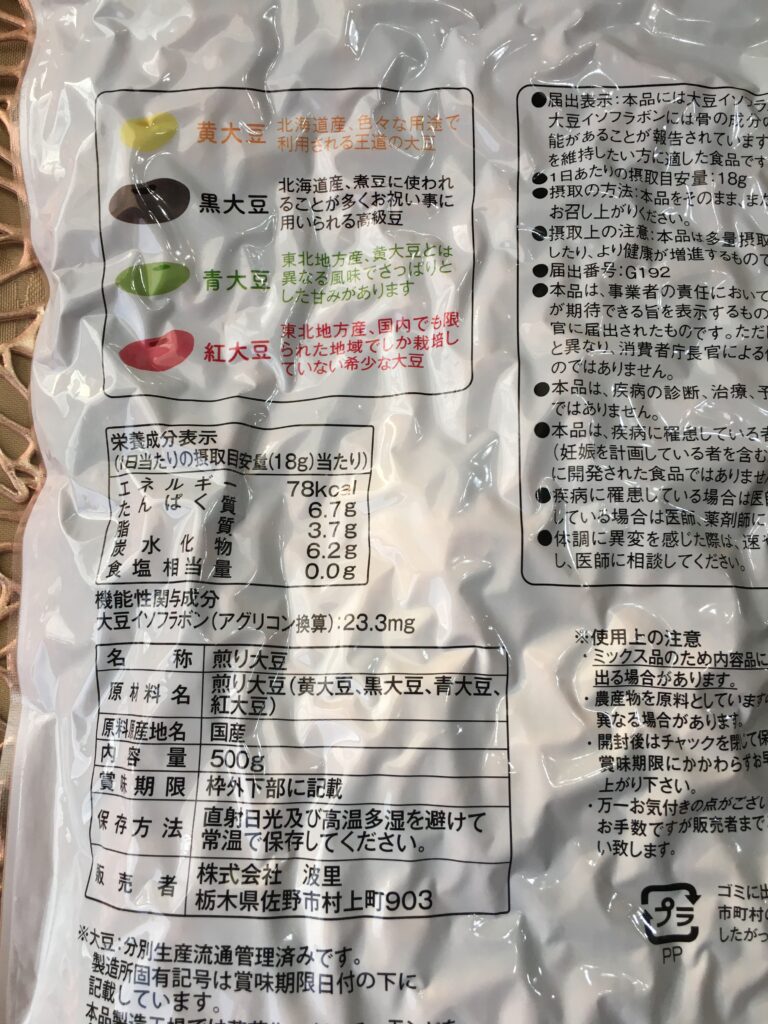 黄大豆 北海道産、色々な用途で
利用される王道の大豆
黒大豆 北海道産、煮豆に使われ
ることが多くお祝い事に
用いられる高級豆
青大豆 東北地方産、黄大豆とは
異なる風味でさっぱりと
した甘みがあります
紅大豆 東北地方産、国内でも限
られた地域でしか栽培し
ていない希少な大豆
栄養成分表示
(1日当たりの摂取目安量(18g)当たり)
エネルギー 78kcal
たんぱく質 6.7g
脂質 3.7g
炭水化物 6.2g
食塩相当量 0.0g
機能性関与成分
大豆イソフラボン(アグリコン換算):23.3mg
名称 煎り大豆
原材料名 煎り大豆(黄大豆、黒大豆、青大豆、
紅大豆)
原料原産地名 国産
内容量 500g
賞味期限 枠外下部に記載
保存方法 直射日光及び高温多湿を避けて
常温で保存してください。
販売者 株式会社 波里
栃木県佐野市村上町903
※大豆:分別生産流通管理済みです。
製造所固有記号は賞味期限日付の下に
記載しています。
●届出表示:本品には大豆イソフラ
大豆イソフラボンには骨の成分の
能があることが報告されています
を維持したい方に適した食品です
●1日あたりの摂取目安量:18g
●摂取の方法:本品をそのまま、また
お召し上がりください。
●摂取上の注意:本品は多量摂取
したり、より健康が増進するもので
●届出番号:G192
●本品は、事業者の責任において
が期待できる旨を表示するもの
官に届出されたものです。ただし
と異なり、消費者庁長官による個
のではありません。
●本品は、疾病の診断、治療、予
ではありません。
●本品は、疾病に罹患している者
(妊娠を計画している者を含む
に開発された食品ではありませ
●疾病に罹患している場合は医師
している場合は医師、薬剤師に
●体調に異変を感じた際は、速や
し、医師に相談してください。
※使用上の注意
・ミックス品のため内容品に
出る場合があります。
・農産物を原料としていますの
異なる場合があります。
・開封後はチャックを閉じて保
賞味期限にかかわらずお早
上がり下さい。
・万一お気付きの点がござい
お手数ですが販売者まで
い致します。
プラ
PP
ゴミに出
市町村の
したがっ